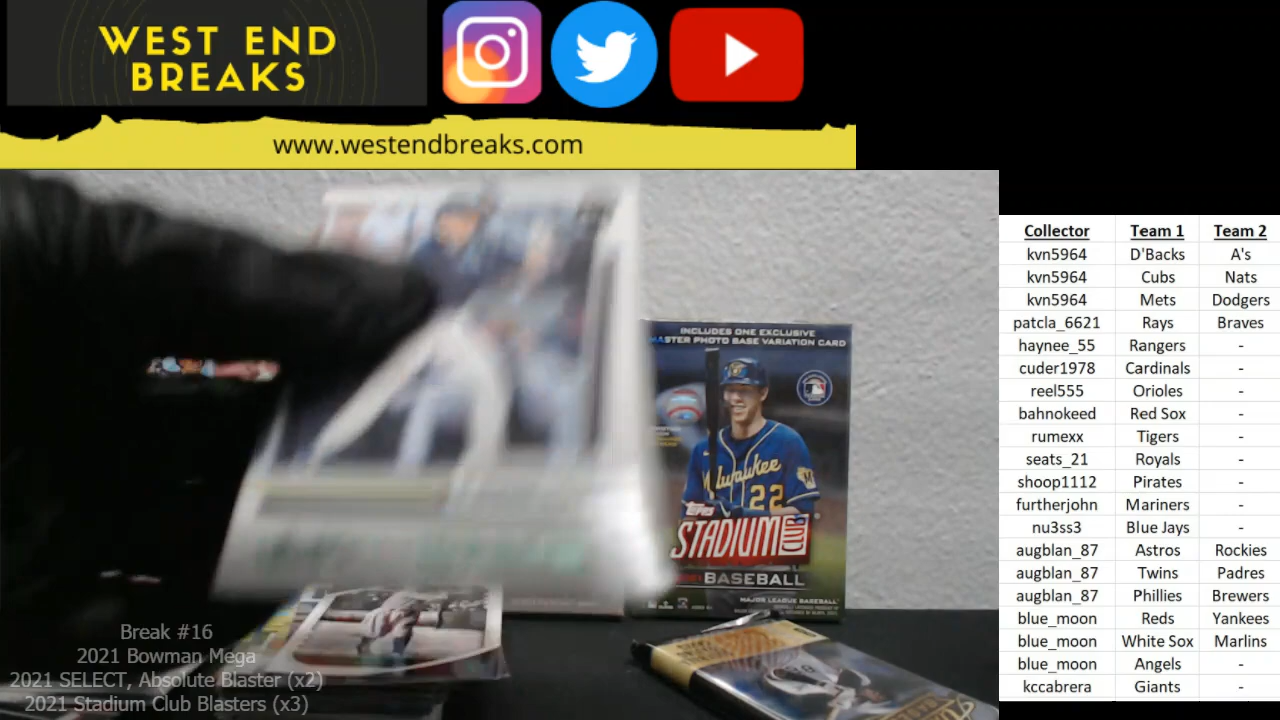 WEST END
BREAKS
www.westendbreaks.com
Collector Team 1 Team 2
kvn5964 D'Backs A's
kvn5964 Cubs Nats
kvn5964 Mets Dodgers
patcla_6621 Rays Braves
haynee_55 Rangers -
cuder1978 Cardinals -
reel555 Orioles -
bahnokeed Red Sox -
rumexx Tigers -
seats_21 Royals -
shoop1112 Pirates -
furtherjohn Mariners -
nu3ss3 Blue Jays -
augblan_87 Astros Rockies
augblan_87 Twins Padres
augblan_87 Phillies Brewers
blue_moon Reds Yankees
blue_moon White Sox Marlins
blue_moon Angels -
kccabrera Giants -
INCLUDES ONE EXCLUSIVE
MASTER PHOTO BASE VARIATION CARD
Milwaukee
22
TOPPS
STADIUM CLUB
BASEBALL
MAJOR LEAGUE BASEBALL
Break #16
2021 Bowman Mega
2021 SELECT, Absolute Blaster (x2)
2021 Stadium Club Blasters (x3)